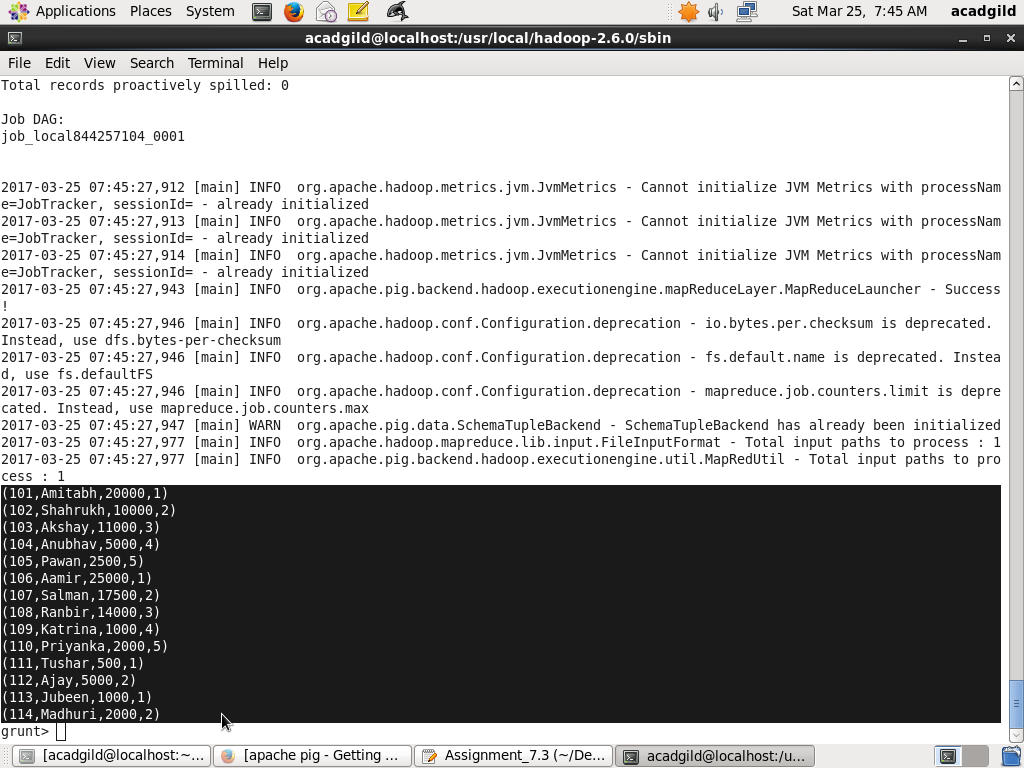 Applications Places System Sat Mar 25, 7:45 AM acadgild
acadgild@localhost:/usr/local/hadoop-2.6.0/sbin
File Edit View Search Terminal Help
Total records proactively spilled: 0
Job DAG:
job_local844257104_0001
2017-03-25 07:45:27,912 [main] INFO  org.apache.hadoop.metrics.jvm.JvmMetrics - Cannot initialize JVM Metrics with processNam
e=JobTracker, sessionId= - already initialized
2017-03-25 07:45:27,913 [main] INFO  org.apache.hadoop.metrics.jvm.JvmMetrics - Cannot initialize JVM Metrics with processNam
e=JobTracker, sessionId= - already initialized
2017-03-25 07:45:27,914 [main] INFO  org.apache.hadoop.metrics.jvm.JvmMetrics - Cannot initialize JVM Metrics with processNam
e=JobTracker, sessionId= - already initialized
2017-03-25 07:45:27,943 [main] INFO  org.apache.pig.backend.hadoop.executionengine.mapReduceLayer.MapReduceLauncher - Success
!
2017-03-25 07:45:27,946 [main] INFO  org.apache.hadoop.conf.Configuration.deprecation - io.bytes.per.checksum is deprecated.
Instead, use dfs.bytes-per-checksum
2017-03-25 07:45:27,946 [main] INFO  org.apache.hadoop.conf.Configuration.deprecation - fs.default.name is deprecated. Instea
d, use fs.defaultFS
2017-03-25 07:45:27,946 [main] INFO  org.apache.hadoop.conf.Configuration.deprecation - mapreduce.job.counters.limit is depre
cated. Instead, use mapreduce.job.counters.max
2017-03-25 07:45:27,947 [main] WARN  org.apache.pig.data.SchemaTupleBackend - SchemaTupleBackend has already been initialized
2017-03-25 07:45:27,977 [main] INFO  org.apache.hadoop.mapreduce.lib.input.FileInputFormat - Total input paths to process : 1
2017-03-25 07:45:27,977 [main] INFO  org.apache.pig.backend.hadoop.executionengine.util.MapRedUtil - Total input paths to pro
cess : 1
(101,Amitabh,20000,1)
(102,Shahrukh,10000,2)
(103,Akshay,11000,3)
(104,Anubhav,5000,4)
(105,Pawan,2500,5)
(106,Aamir,25000,1)
(107,Salman,17500,2)
(108,Ranbir,14000,3)
(109,Katrina,1000,4)
(110,Priyanka,2000,5)
(111,Tushar,500,1)
(112,Ajay,5000,2)
(113,Jubeen,1000,1)
(114,Madhuri,2000,2)
grunt>
[acadgild@localhost:~... [apache pig - Getting ... Assignment_7.3 (~/De... acadgild@localhost:/u...